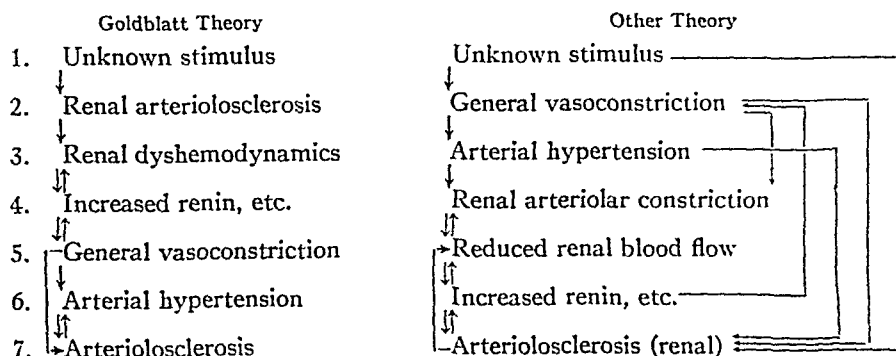 Goldblatt Theory
1. Unknown stimulus
2. Renal arteriolosclerosis
3. Renal dyshemodynamics
4. Increased renin, etc.
5. General vasoconstriction
6. Arterial hypertension
7. Arteriolosclerosis
Other Theory
Unknown stimulus
General vasoconstriction
Arterial hypertension
Renal arteriolar constriction
Reduced renal blood flow
Increased renin, etc.
Arteriolosclerosis (renal)